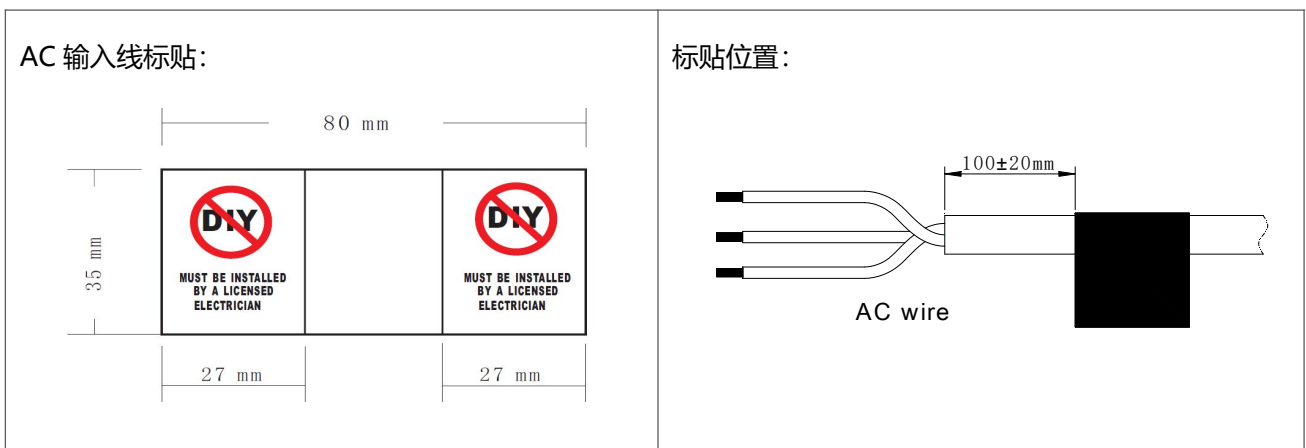 AC 输入线标贴：
80 mm
35 mm
DIY
MUST BE INSTALLED
BY A LICENSED
ELECTRICIAN
DIY
MUST BE INSTALLED
BY A LICENSED
ELECTRICIAN
27 mm
27 mm
标贴位置：
100±20mm
AC wire